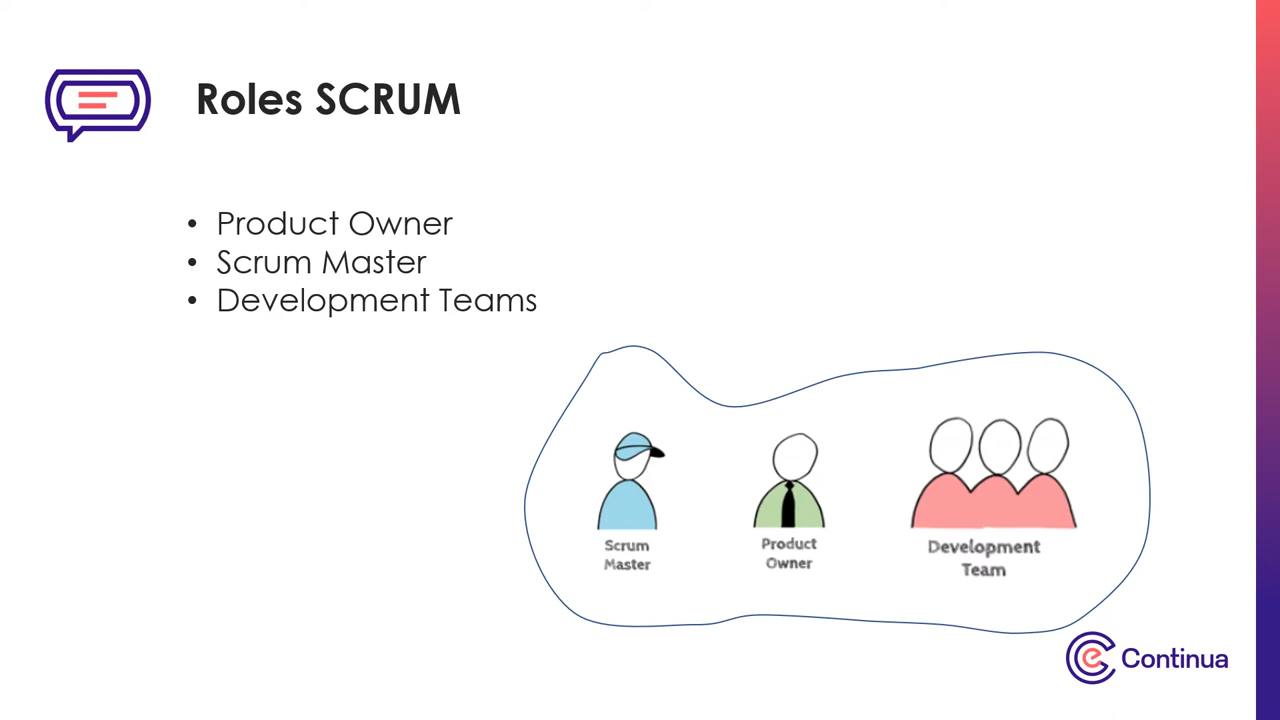 Roles SCRUM
• Product Owner
• Scrum Master
• Development Teams
Scrum
Master
Product
Owner
Development
Team
e Continua